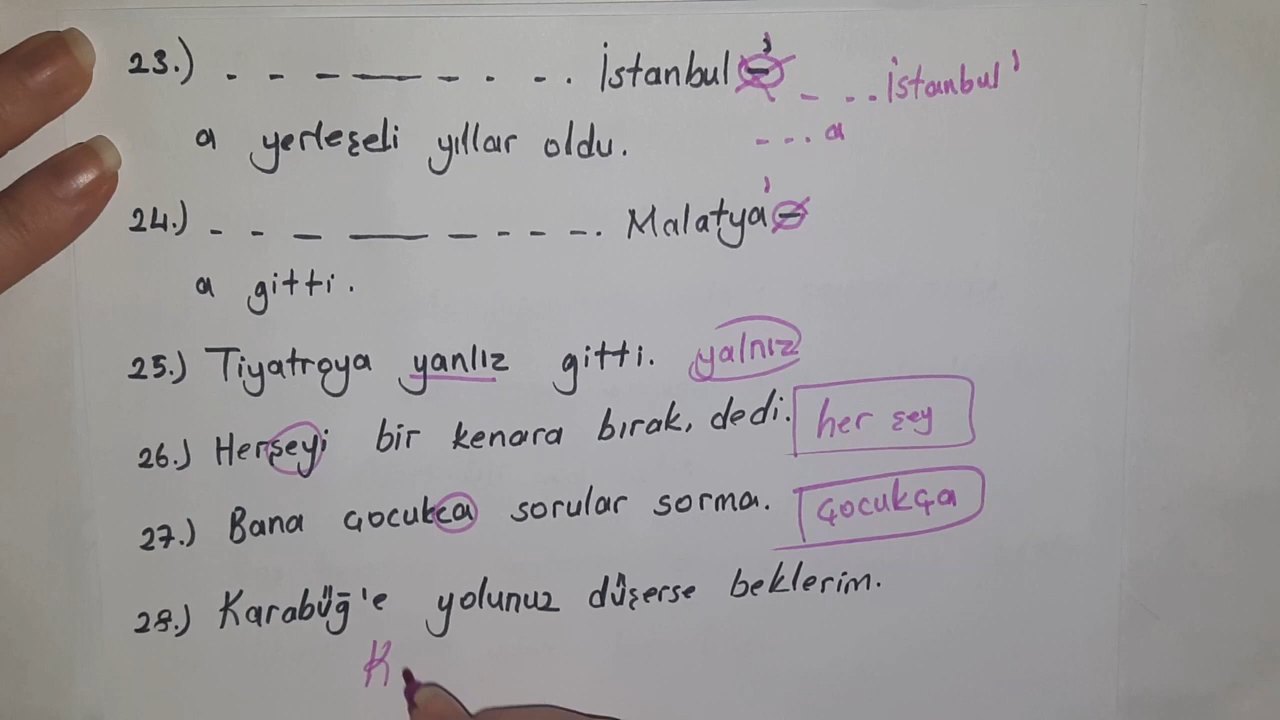 23.) . - - — - - - . İstanbul - '
- - . . İstanbul'
a yerleşeli yıllar oldu.
- - . . a
24.) - - - — - - - - . Malatya' -
a gitti.
25.) Tiyatroya yanlız gitti. yalnız
26.) Herşeyi bir kenara bırak, dedi. her şey
27.) Bana çocukca sorular sorma. çocukça
28.) Karabüğ'e yolunuz düşerse beklerim.
K